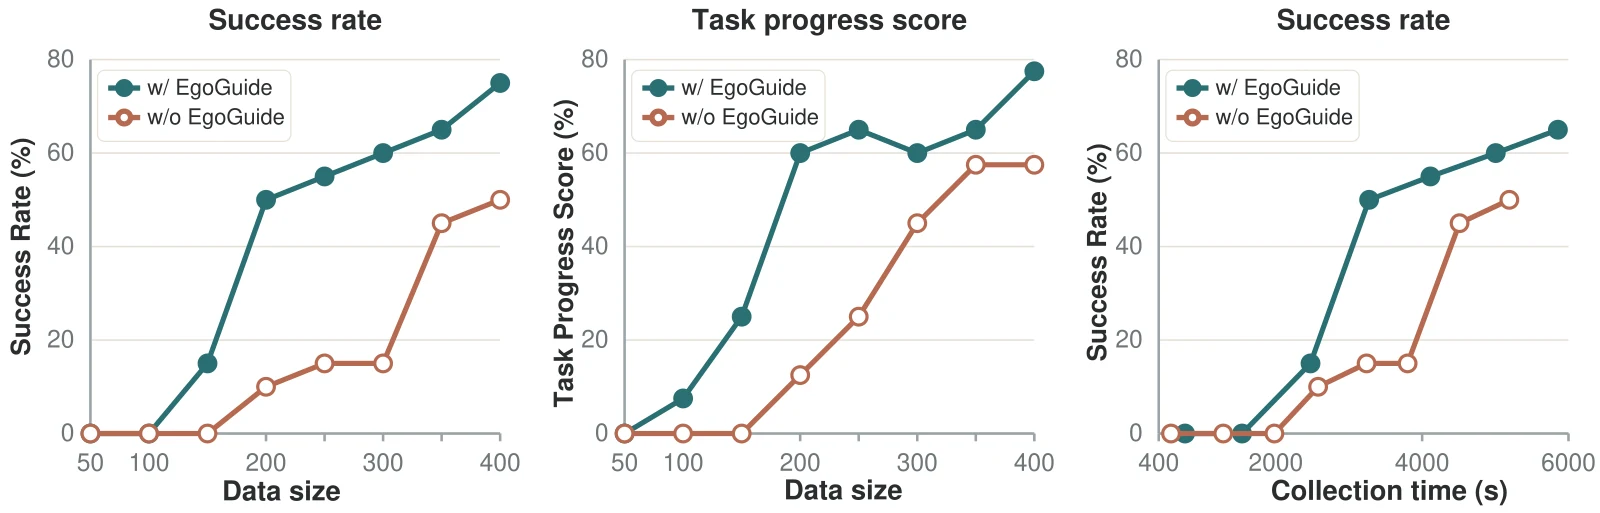 Success rate
80
60
40
20
0
Success Rate (%)
w/ EgoGuide
w/o EgoGuide
50 100 200 300 400
Data size
Task progress score
80
60
40
20
0
Task Progress Score (%)
w/ EgoGuide
w/o EgoGuide
50 100 200 300 400
Data size
Success rate
80
60
40
20
0
Success Rate (%)
w/ EgoGuide
w/o EgoGuide
400 2000 4000 6000
Collection time (s)